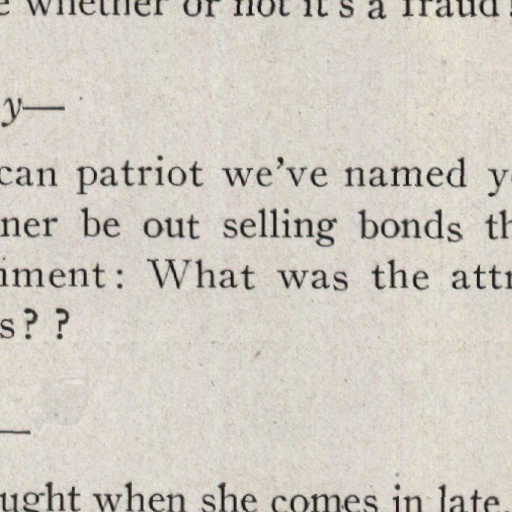 whether or not it's a fraud
y—
can patriot we've named y
ner be out selling bonds th
nment: What was the attr
s? ?
—
ught when she comes in late.